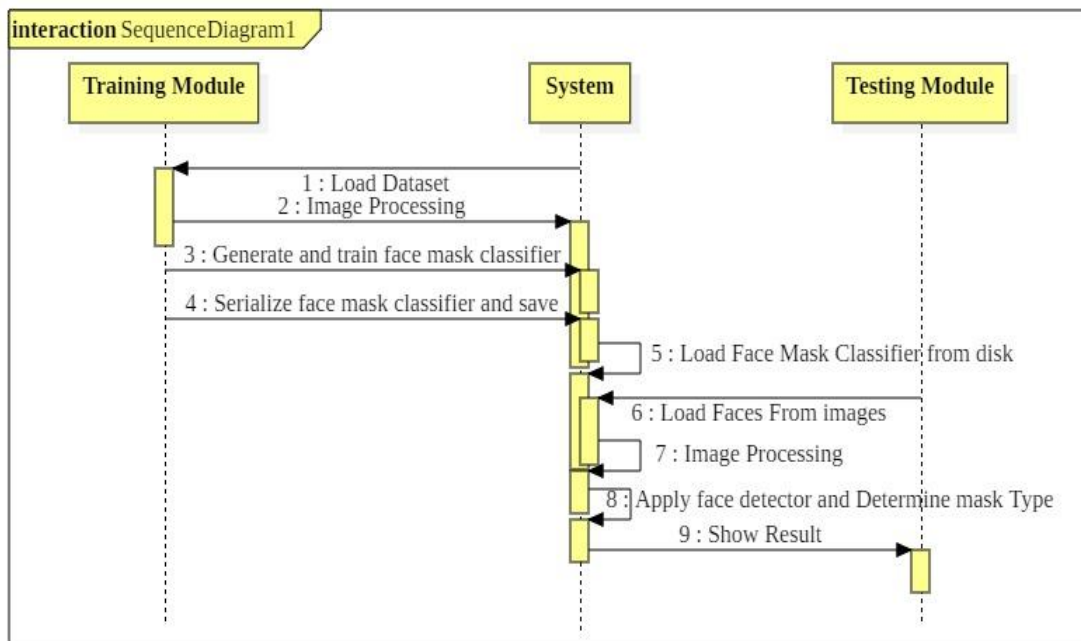 interaction SequenceDiagram1
Training Module
System
Testing Module
1 : Load Dataset
2 : Image Processing
3 : Generate and train face mask classifier
4 : Serialize face mask classifier and save
5 : Load Face Mask Classifier from disk
6 : Load Faces From images
7 : Image Processing
8 : Apply face detector and Determine mask Type
9 : Show Result